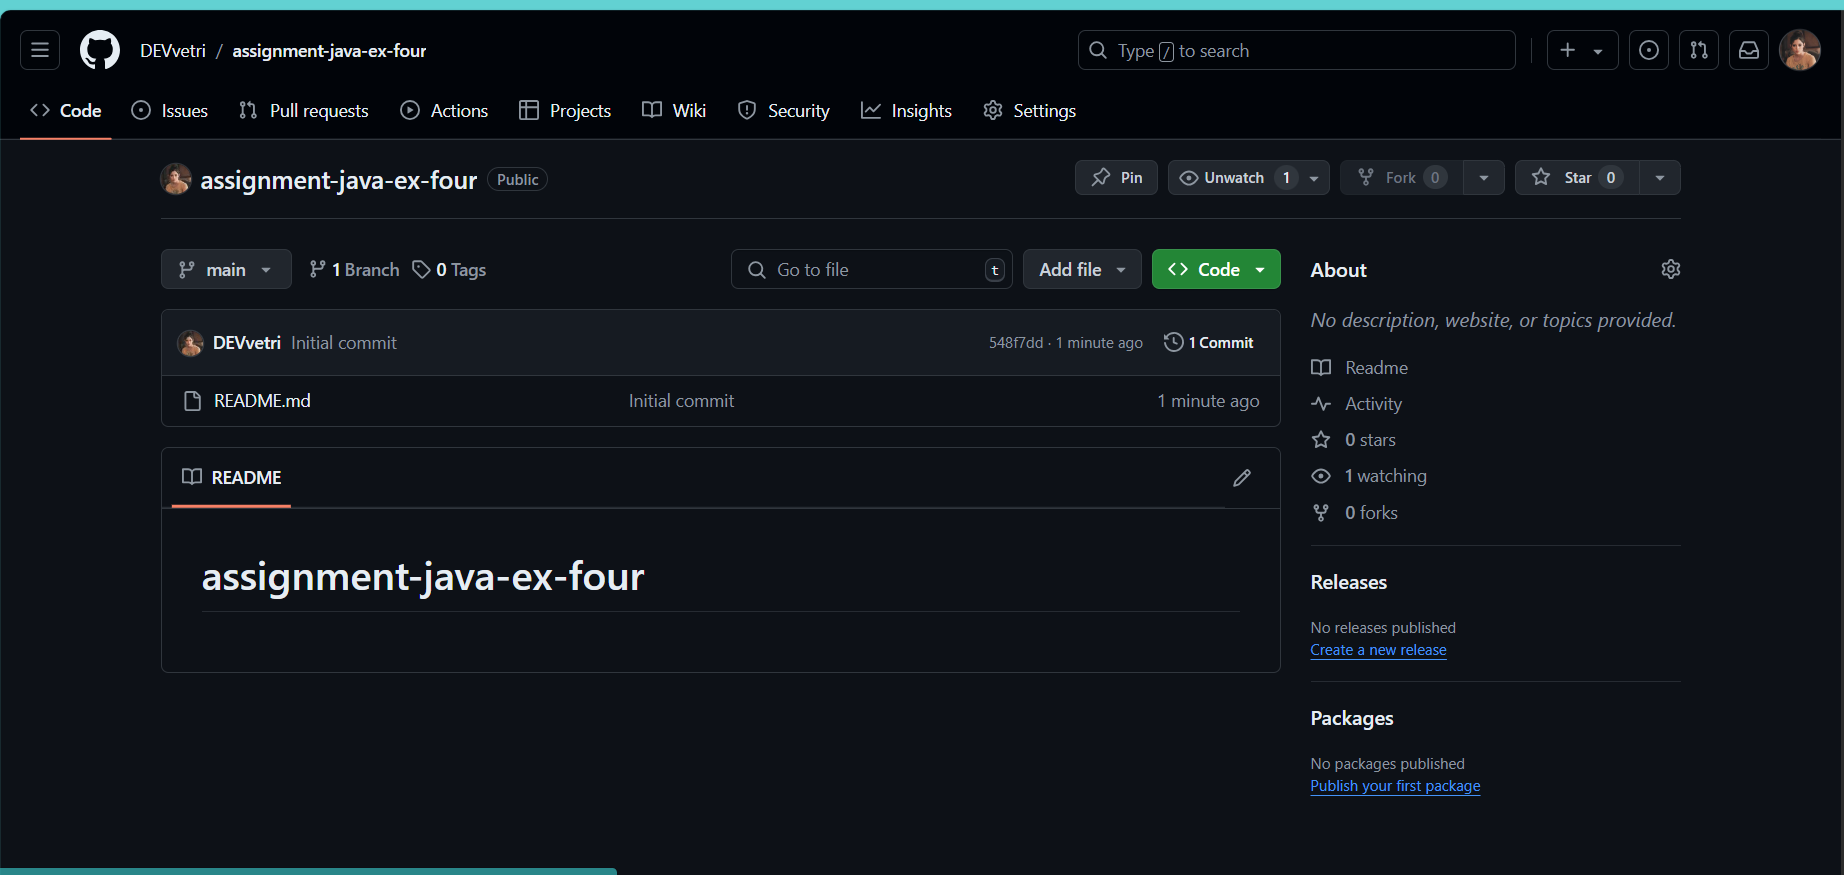 DEVvetri / assignment-java-ex-four
Type / to search
Code Issues Pull requests Actions Projects Wiki Security Insights Settings
assignment-java-ex-four Public
Pin Unwatch 1 Fork 0 Star 0
main 1 Branch 0 Tags Go to file t Add file Code
DEVvetri Initial commit 548f7dd · 1 minute ago 1 Commit
README.md Initial commit 1 minute ago
README
assignment-java-ex-four
About
No description, website, or topics provided.
Readme
Activity
0 stars
1 watching
0 forks
Releases
No releases published
Create a new release
Packages
No packages published
Publish your first package